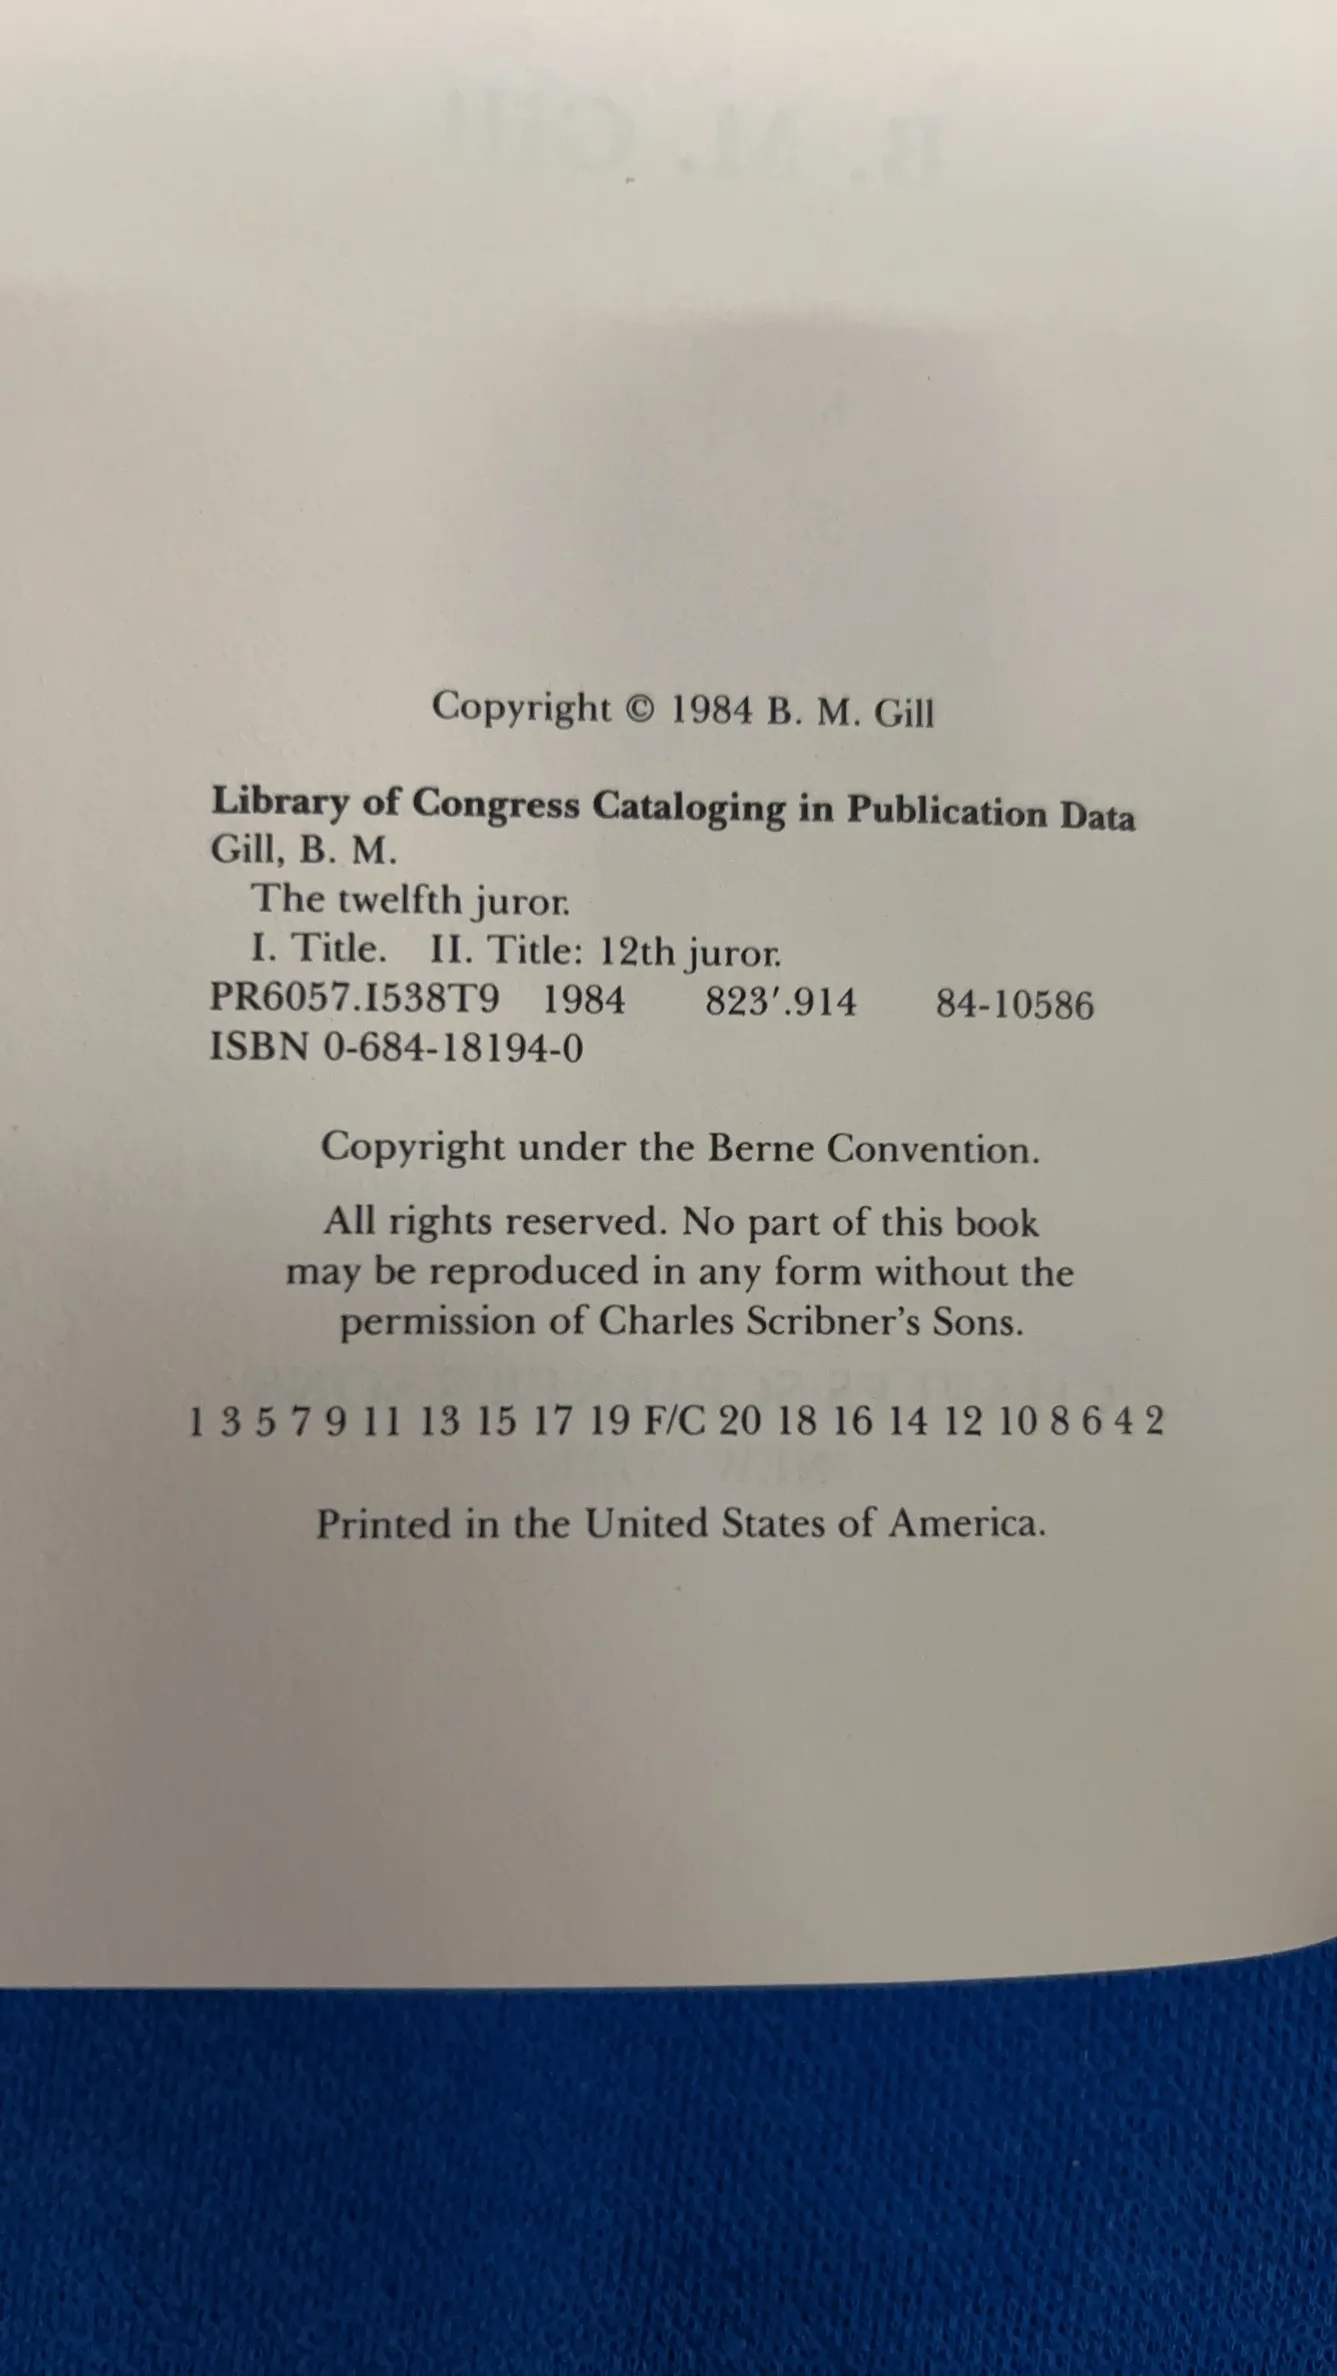 Copyright © 1984 B. M. Gill
Library of Congress Cataloging in Publication Data
Gill, B. M.
The twelfth juror.
I. Title. II. Title: 12th juror.
PR6057.I538T9 1984 823′.914 84-10586
ISBN 0-684-18194-0
Copyright under the Berne Convention.
All rights reserved. No part of this book
may be reproduced in any form without the
permission of Charles Scribner's Sons.
1 3 5 7 9 11 13 15 17 19 F/C 20 18 16 14 12 10 8 6 4 2
Printed in the United States of America.